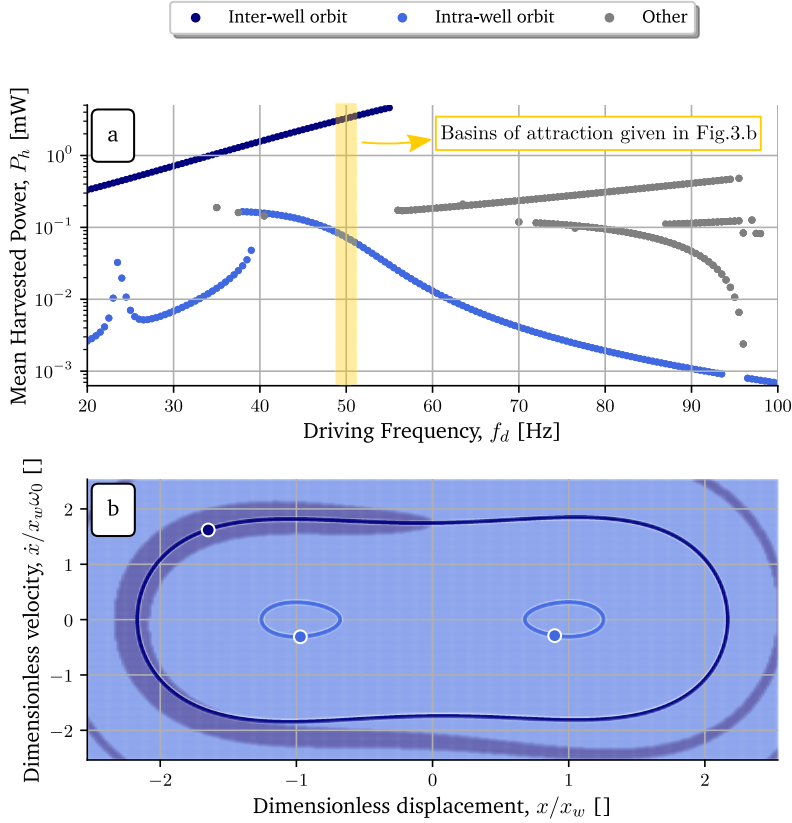 Inter-well orbit Intra-well orbit Other
a
Basins of attraction given in Fig.3.b
Mean Harvested Power, P_h [mW]
10^0
10^{-1}
10^{-2}
10^{-3}
20 30 40 50 60 70 80 90 100
Driving Frequency, f_d [Hz]
b
Dimensionless velocity, ẋ/x_wω_0 []
2
1
0
−1
−2
−2 −1 0 1 2
Dimensionless displacement, x/x_w []